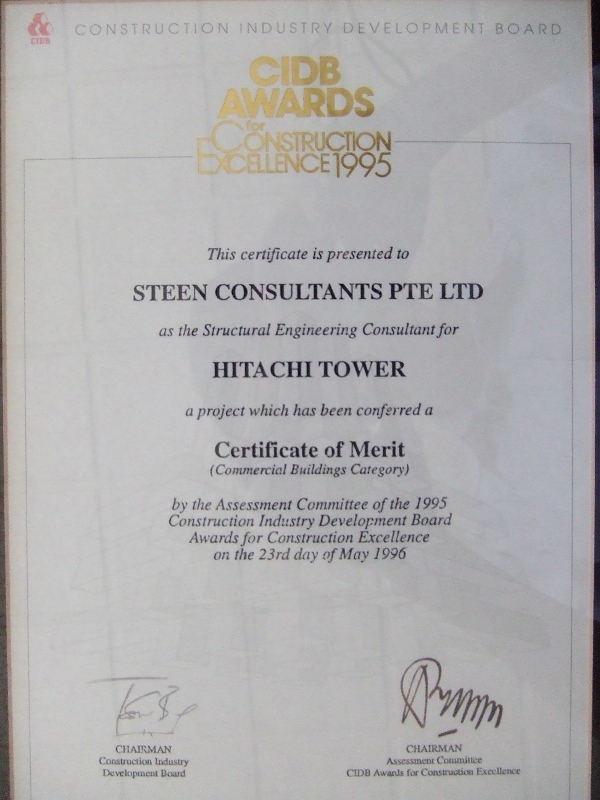 CIDB
CONSTRUCTION INDUSTRY DEVELOPMENT BOARD
CIDB
AWARDS
for
CONSTRUCTION
EXCELLENCE 1995
This certificate is presented to
STEEN CONSULTANTS PTE LTD
as the Structural Engineering Consultant for
HITACHI TOWER
a project which has been conferred a
Certificate of Merit
(Commercial Buildings Category)
by the Assessment Committee of the 1995
Construction Industry Development Board
Awards for Construction Excellence
on the 23rd day of May 1996
CHAIRMAN
Construction Industry
Development Board
CHAIRMAN
Assessment Committee
CIDB Awards for Construction Excellence